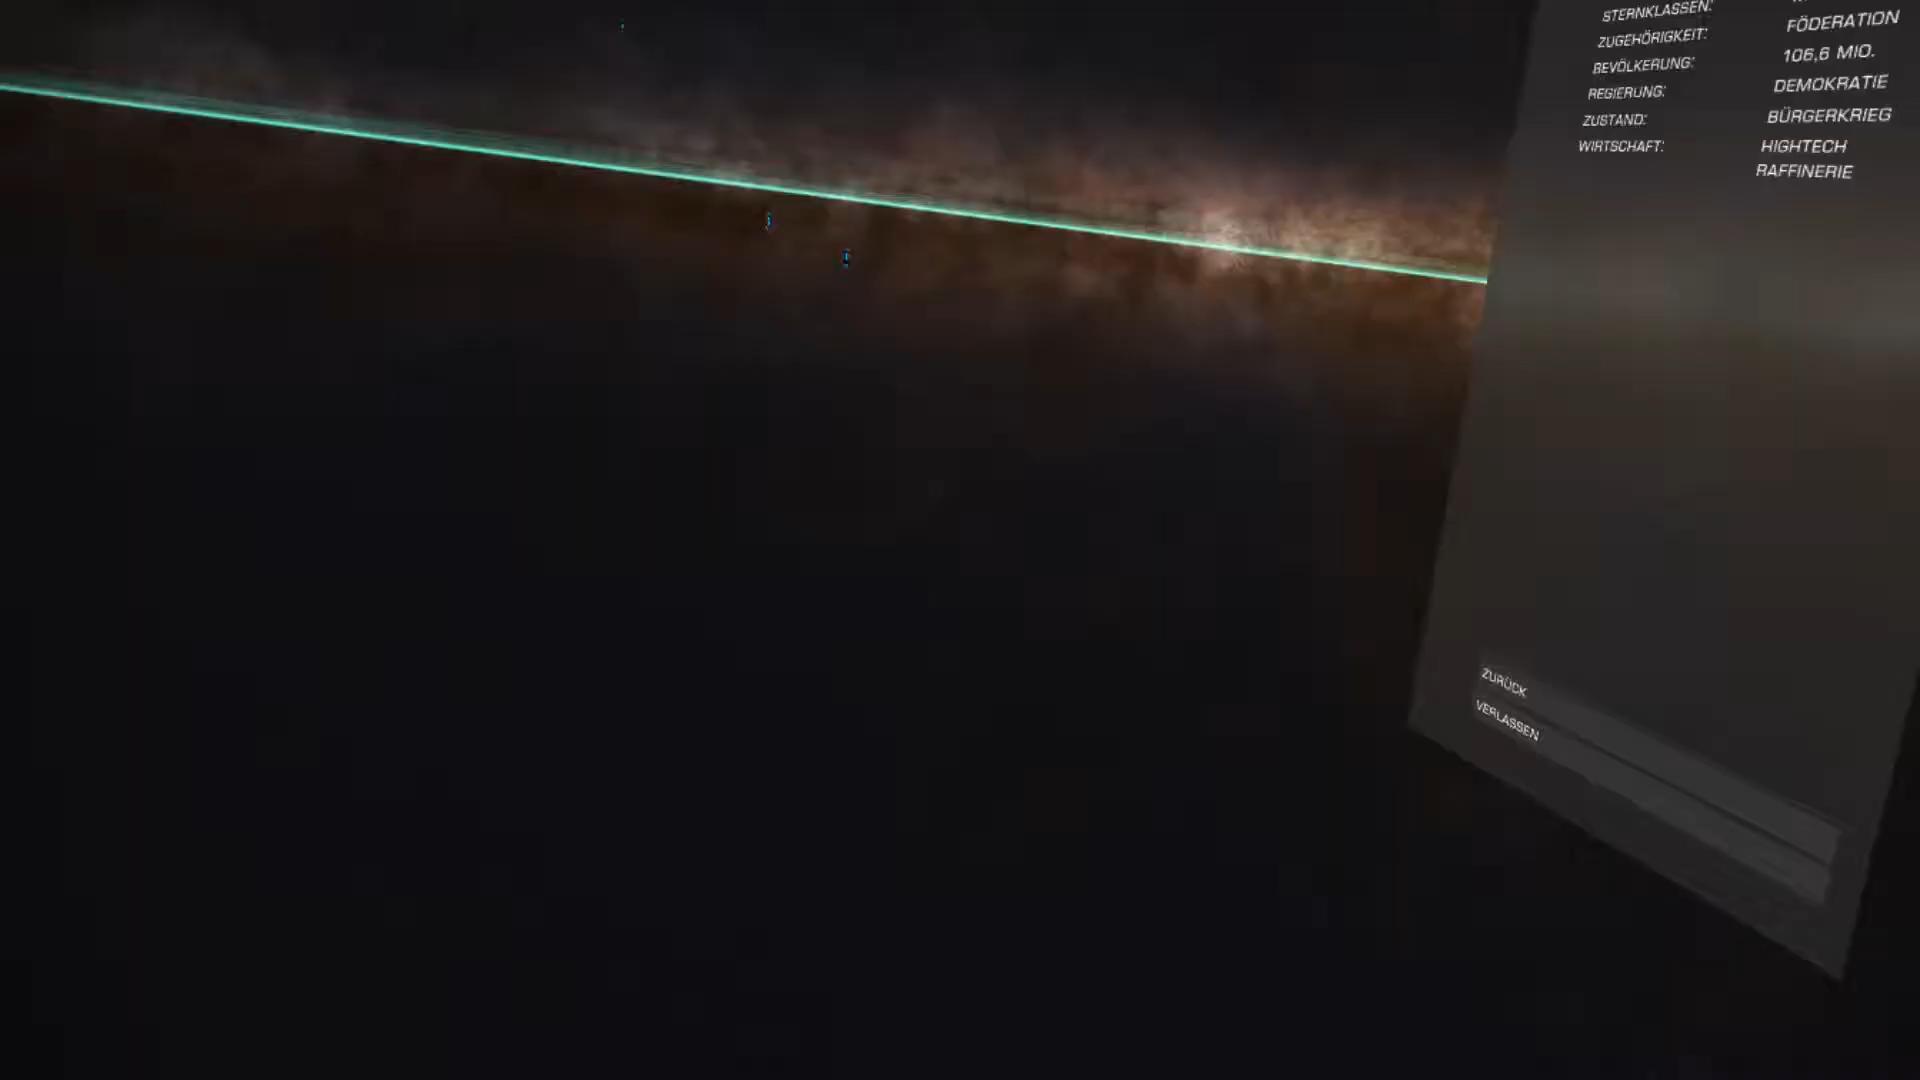 STERNKLASSEN:
ZUGEHÖRIGKEIT: FÖDERATION
BEVÖLKERUNG: 106,6 MIO.
REGIERUNG: DEMOKRATIE
ZUSTAND: BÜRGERKRIEG
WIRTSCHAFT: HIGHTECH
RAFFINERIE
ZURÜCK
VERLASSEN